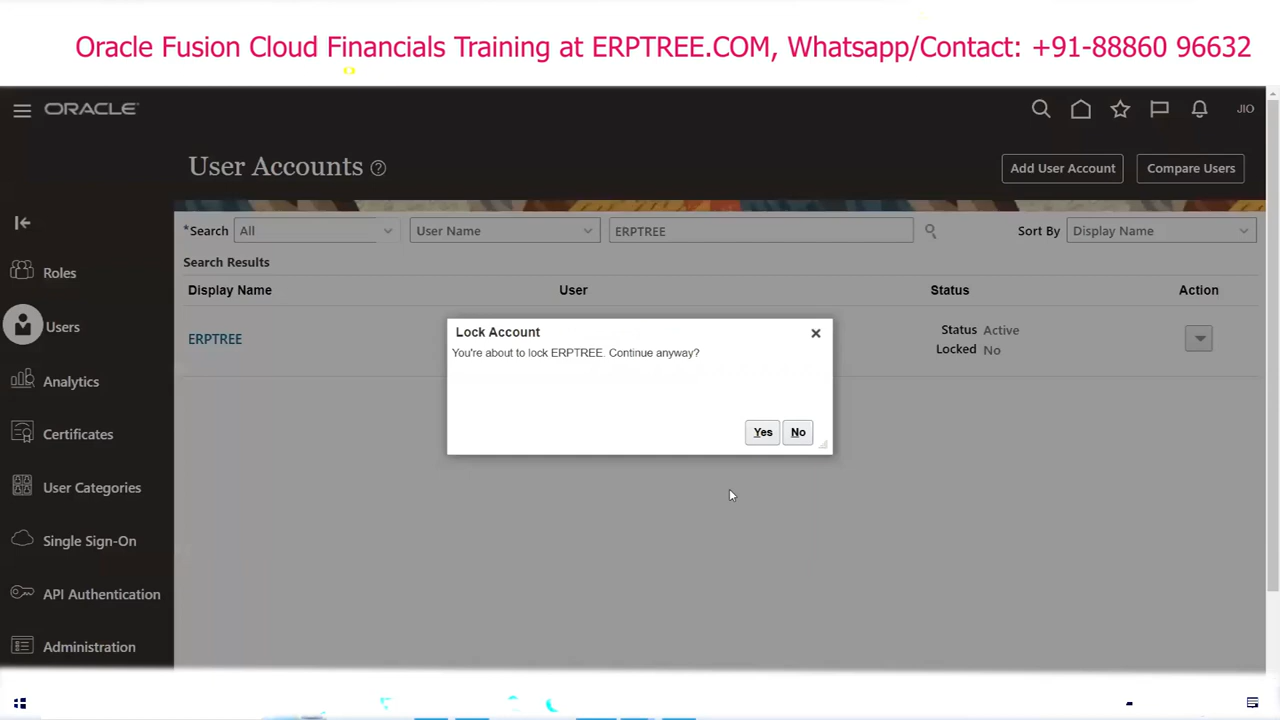 Oracle Fusion Cloud Financials Training at ERPTREE.COM, Whatsapp/Contact: +91-88860 96632
ORACLE
JIO
User Accounts
Add User Account
Compare Users
*Search All User Name ERPTREE Sort By Display Name
Search Results
Display Name User Status Action
ERPTREE
Status Active
Locked No
Lock Account
You're about to lock ERPTREE. Continue anyway?
Yes
No
Roles
Users
Analytics
Certificates
User Categories
Single Sign-On
API Authentication
Administration